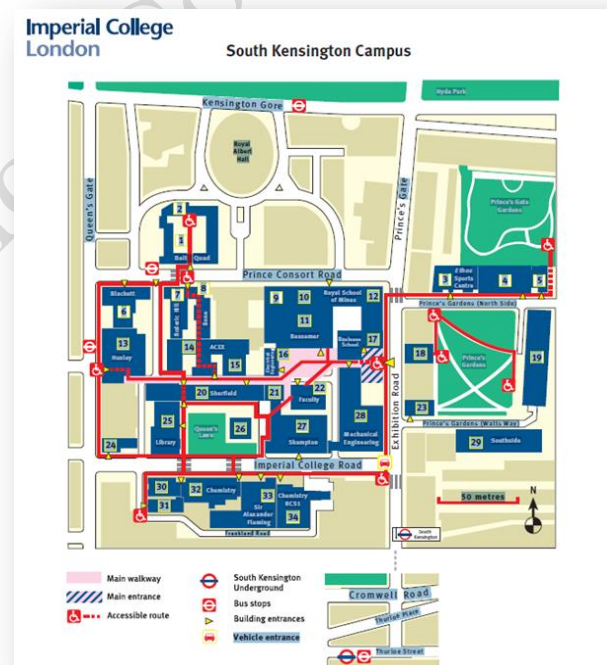 Imperial College
London
South Kensington Campus
Kensington Gore
Hyde Park
Royal
Albert
Hall
Queen's Gate
Prince's Gate
Prince's Gate
Gardens
2
1
Beit Quad
Prince Consort Road
3
Ethos
Sports
Centre
4
5
Prince's Gardens (North Side)
Blackett
6
7
8
Roderic Hill
Bone
9
10
Royal School
of Mines
12
11
Bessemer
Business
School
17
13
Huxley
14
ACEX
15
16
Electrical
Engineering
18
Prince's
Gardens
19
20
Sherfield
21
22
Faculty
Exhibition Road
23
25
Library
Queen's
Lawn
26
27
Skempton
28
Mechanical
Engineering
Prince's Gardens (Watts Way)
29
Southside
24
Imperial College Road
30
31
32
Chemistry
33
Sir
Alexander
Fleming
Chemistry
RCS1
34
Frankland Road
50 metres
N
South
Kensington
Main walkway
Main entrance
Accessible route
South Kensington
Underground
Bus stops
Building entrances
Vehicle entrance
Cromwell Road
Thurloe Place
Thurloe Street